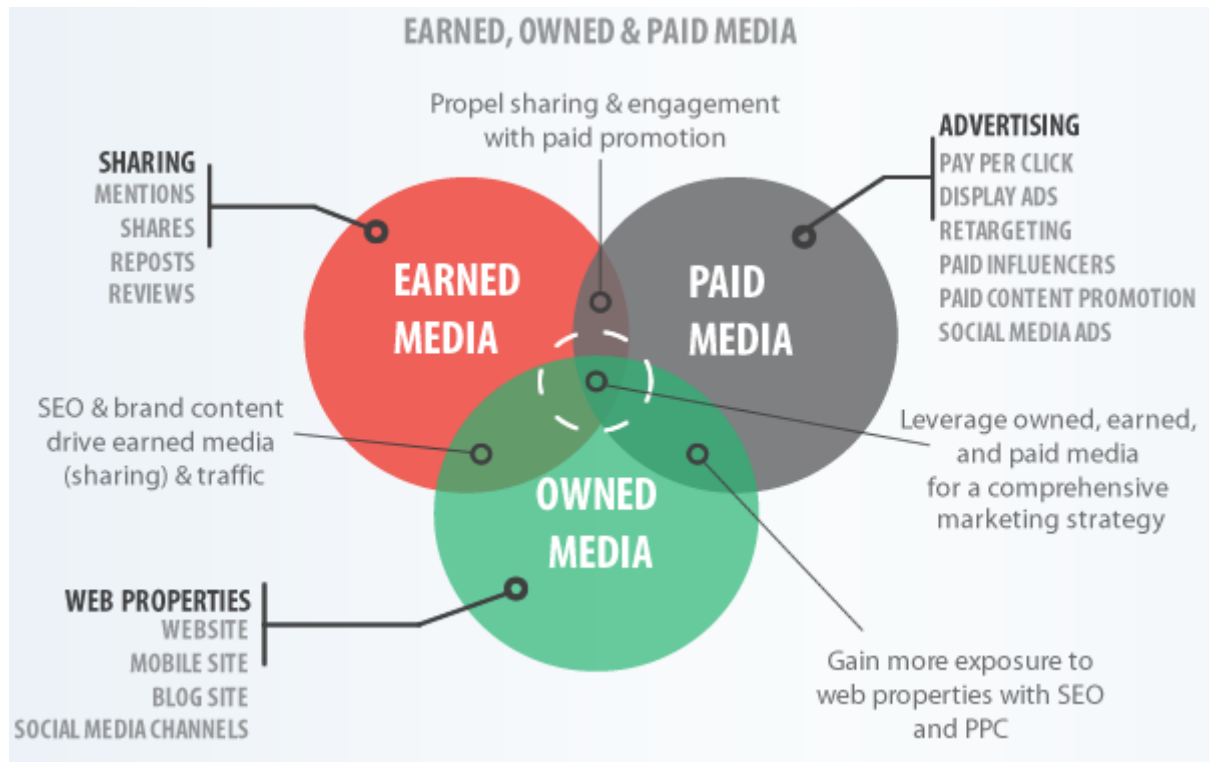 EARNED, OWNED & PAID MEDIA
Propel sharing & engagement
with paid promotion
SHARING
MENTIONS
SHARES
REPOSTS
REVIEWS
ADVERTISING
PAY PER CLICK
DISPLAY ADS
RETARGETING
PAID INFLUENCERS
PAID CONTENT PROMOTION
SOCIAL MEDIA ADS
EARNED
MEDIA
PAID
MEDIA
SEO & brand content
drive earned media
(sharing) & traffic
Leverage owned, earned,
and paid media
for a comprehensive
marketing strategy
OWNED
MEDIA
WEB PROPERTIES
WEBSITE
MOBILE SITE
BLOG SITE
SOCIAL MEDIA CHANNELS
Gain more exposure to
web properties with SEO
and PPC